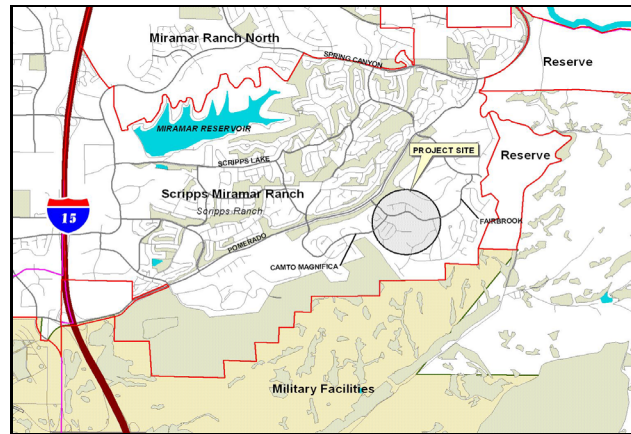 Miramar Ranch North
SPRING CANYON
Reserve
MIRAMAR RESERVOIR
PROJECT SITE
Reserve
SCRIPPS LAKE
Scripps Miramar Ranch
Scripps Ranch
15
FAIRBROOK
POMERADO
CAMTO MAGNIFICA
Military Facilities